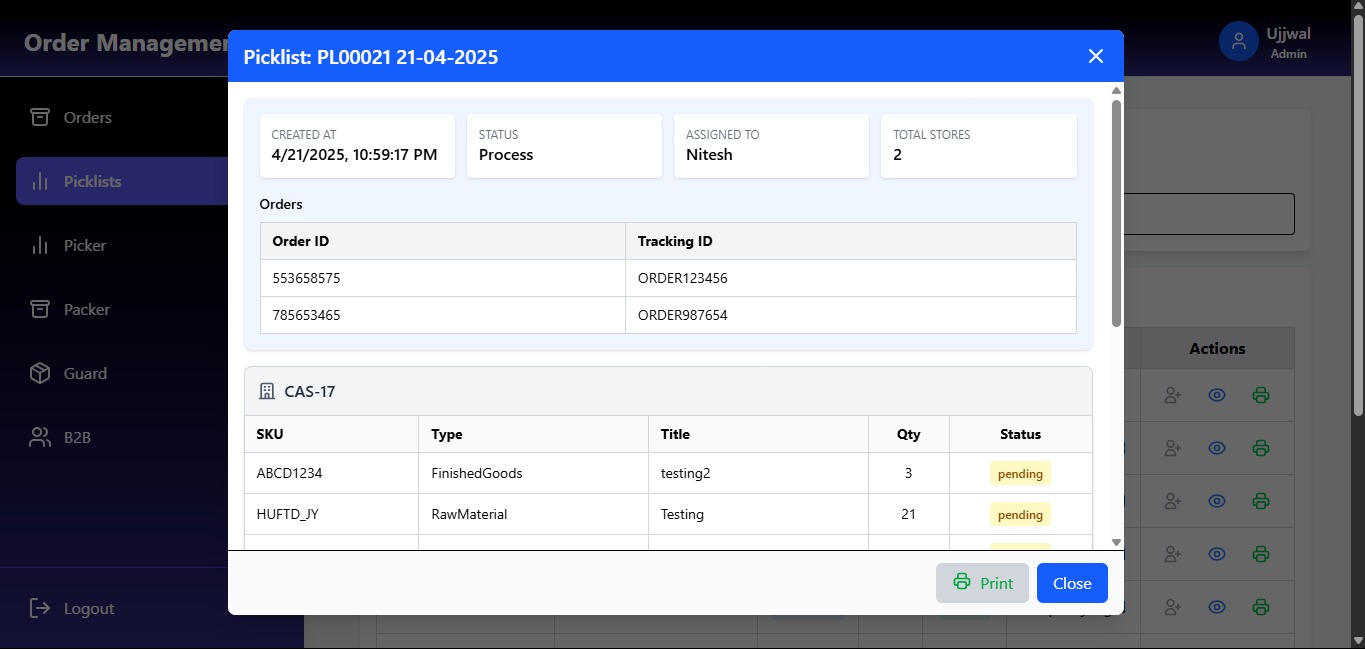 Order Managemen
Ujjwal
Admin
Orders
Picklists
Picker
Packer
Guard
B2B
Logout
Picklist: PL00021 21-04-2025
CREATED AT
4/21/2025, 10:59:17 PM
STATUS
Process
ASSIGNED TO
Nitesh
TOTAL STORES
2
Orders
Order ID Tracking ID
553658575 ORDER123456
785653465 ORDER987654
CAS-17
SKU Type Title Qty Status
ABCD1234 FinishedGoods testing2 3 pending
HUFTD_JY RawMaterial Testing 21 pending
Print
Close
Actions